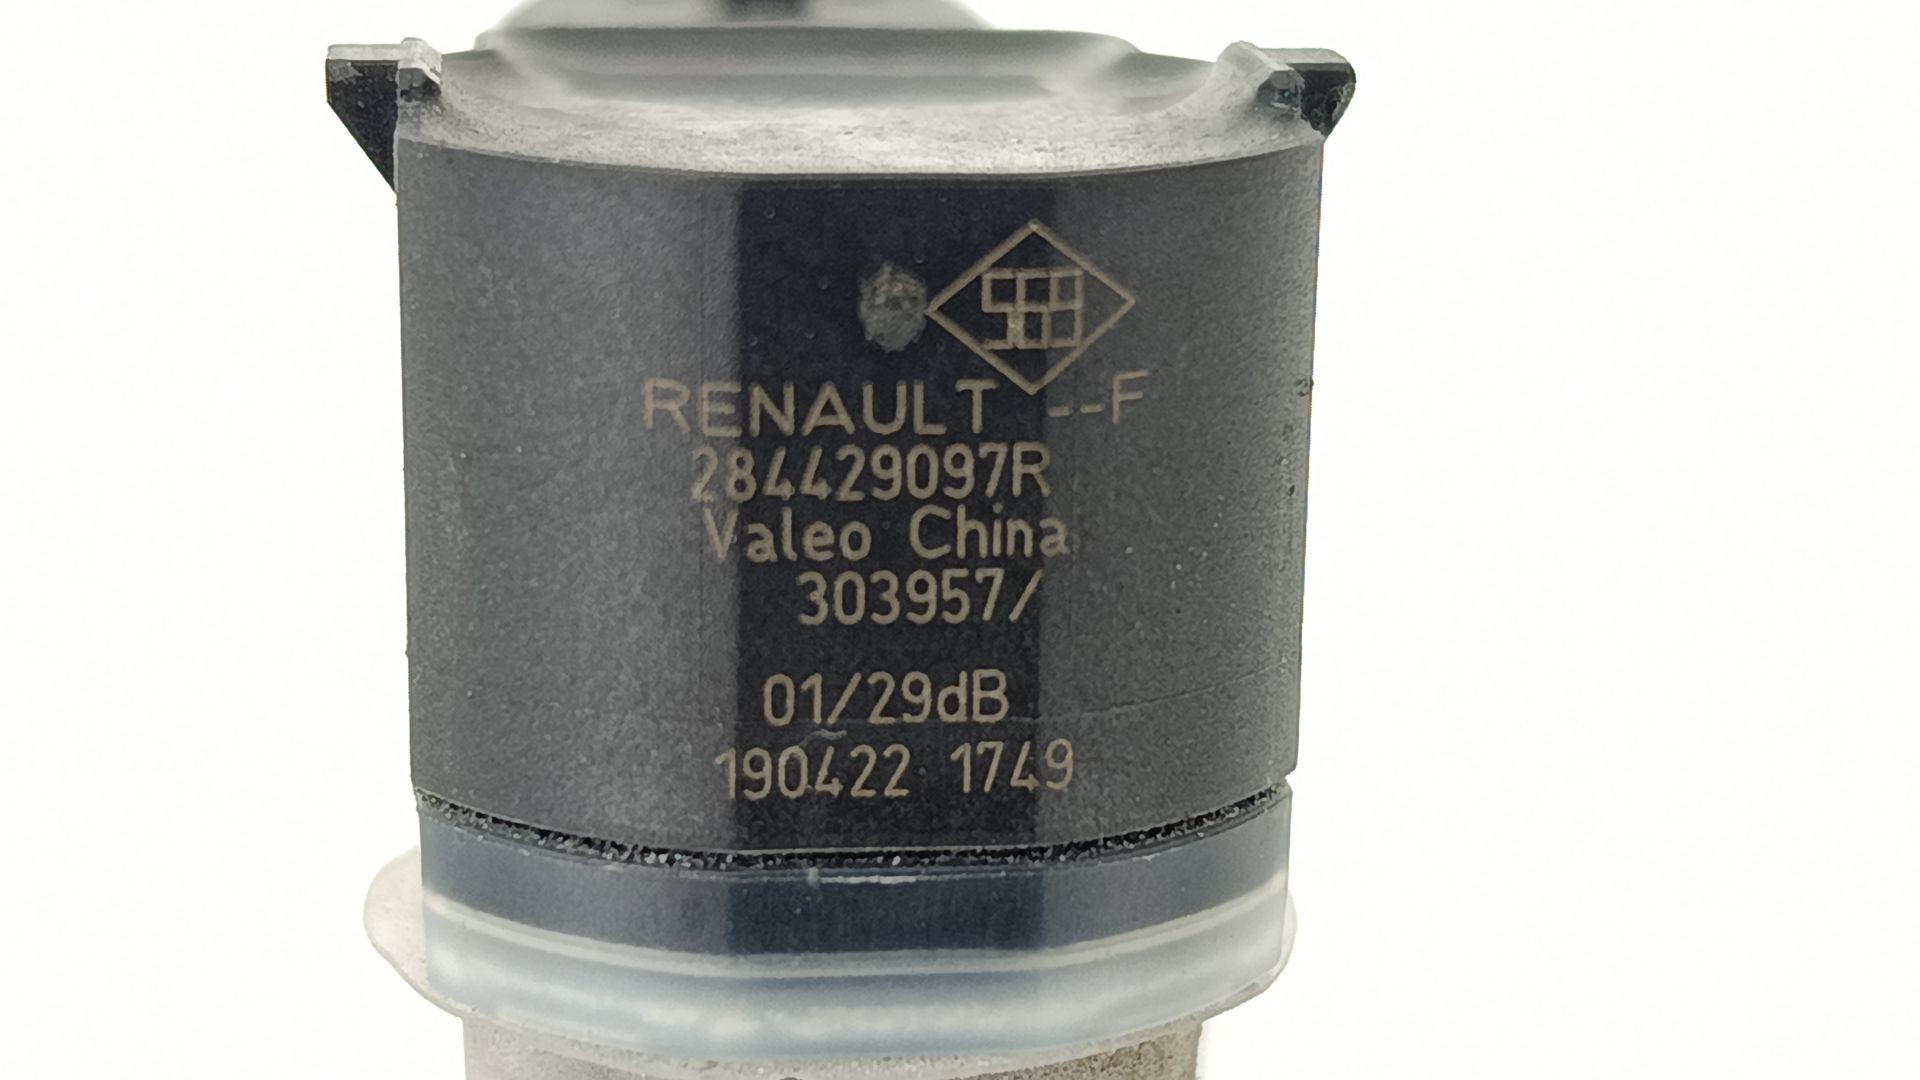 RENAULT --F
284429097R
Valeo China
303957/
01/29dB
190422 1749